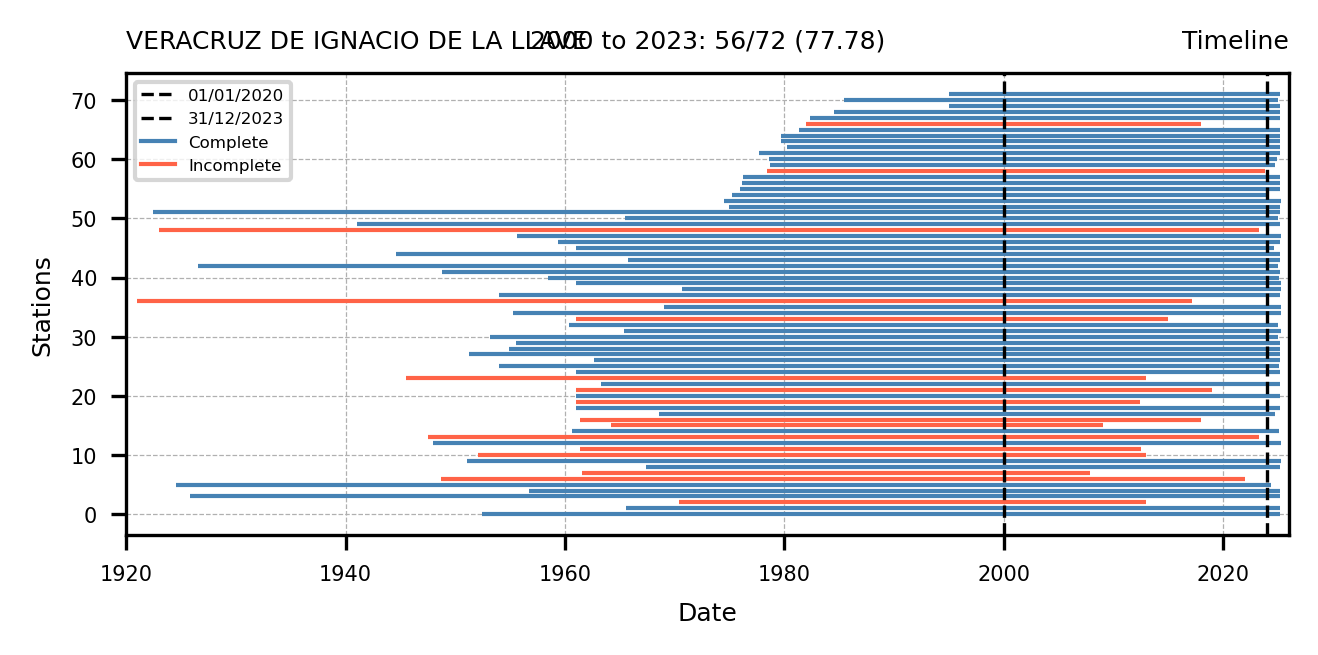 VERACRUZ DE IGNACIO DE LA LLAVE 2000 to 2023: 56/72 (77.78) Timeline
01/01/2020
31/12/2023
Complete
Incomplete
70
60
50
40
30
20
10
0
Stations
1920 1940 1960 1980 2000 2020
Date